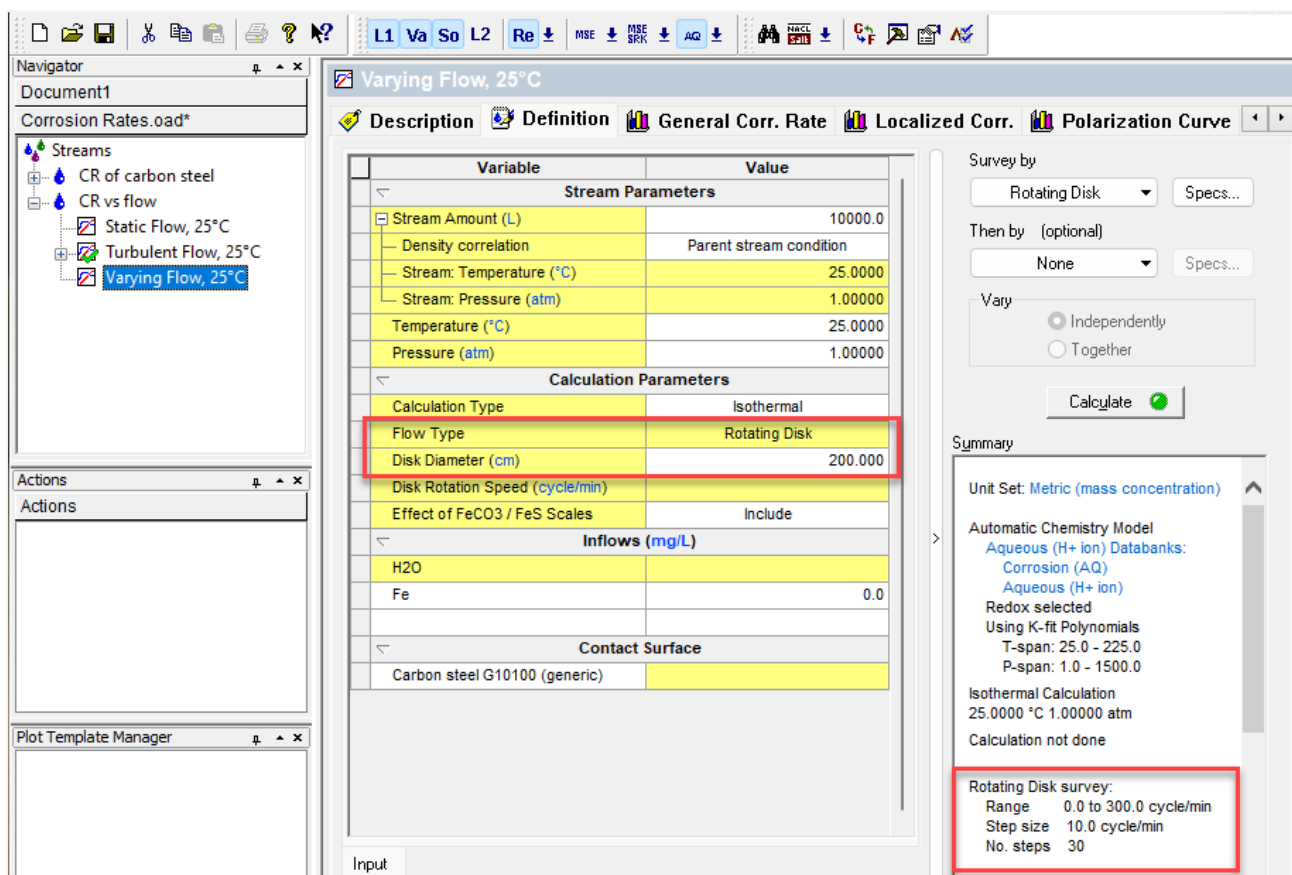 L1 Va So L2 Re MSE MSE SRK AQ NACL Salt
Navigator
Document1
Corrosion Rates.oad*
Streams
CR of carbon steel
CR vs flow
Static Flow, 25°C
Turbulent Flow, 25°C
Varying Flow, 25°C
Actions
Actions
Plot Template Manager
Varying Flow, 25°C
Description Definition General Corr. Rate Localized Corr. Polarization Curve
Variable Value
Stream Parameters
Stream Amount (L) 10000.0
Density correlation Parent stream condition
Stream: Temperature (°C) 25.0000
Stream: Pressure (atm) 1.00000
Temperature (°C) 25.0000
Pressure (atm) 1.00000
Calculation Parameters
Calculation Type Isothermal
Flow Type Rotating Disk
Disk Diameter (cm) 200.000
Disk Rotation Speed (cycle/min)
Effect of FeCO3 / FeS Scales Include
Inflows (mg/L)
H2O
Fe 0.0
Contact Surface
Carbon steel G10100 (generic)
Input
Survey by
Rotating Disk Specs...
Then by (optional)
None Specs...
Vary
Independently
Together
Calculate
Summary
Unit Set: Metric (mass concentration)
Automatic Chemistry Model
Aqueous (H+ ion) Databanks:
Corrosion (AQ)
Aqueous (H+ ion)
Redox selected
Using K-fit Polynomials
T-span: 25.0 - 225.0
P-span: 1.0 - 1500.0
Isothermal Calculation
25.0000 °C 1.00000 atm
Calculation not done
Rotating Disk survey:
Range 0.0 to 300.0 cycle/min
Step size 10.0 cycle/min
No. steps 30